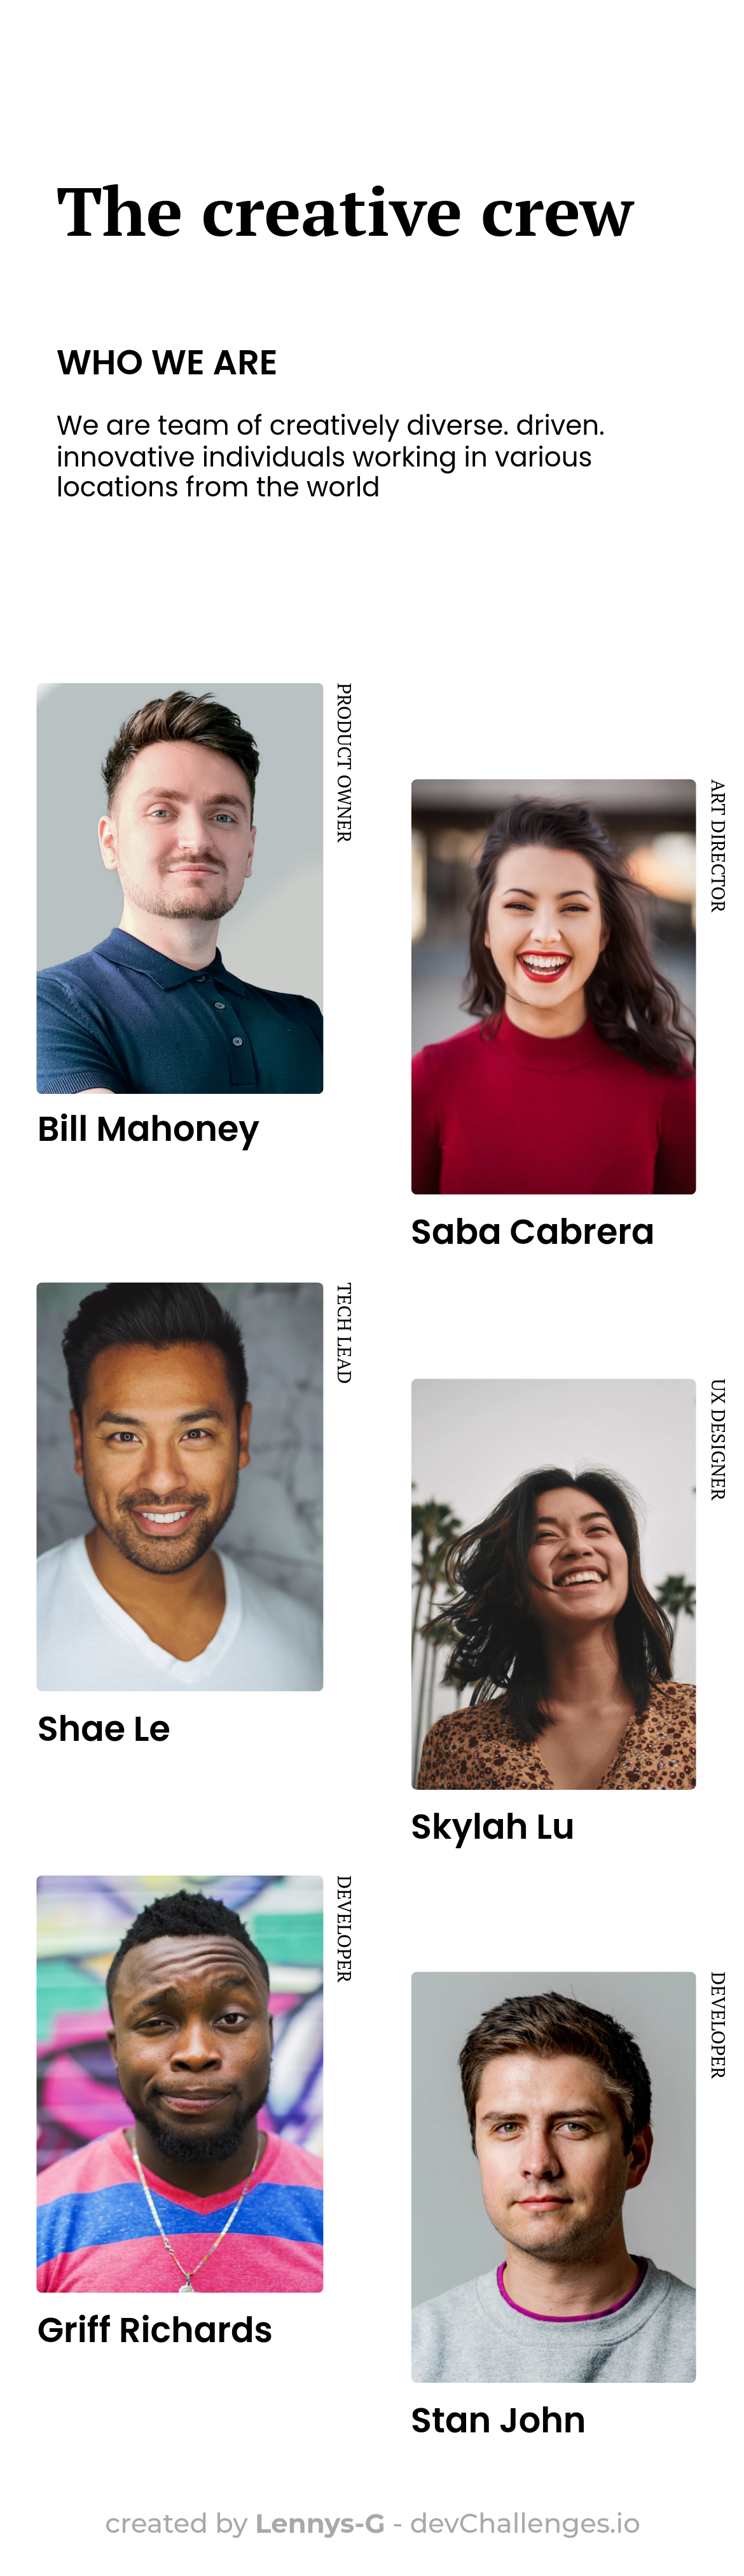 The creative crew
WHO WE ARE
We are team of creatively diverse. driven.
innovative individuals working in various
locations from the world
PRODUCT OWNER
Bill Mahoney
ART DIRECTOR
Saba Cabrera
TECH LEAD
Shae Le
UX DESIGNER
Skylah Lu
DEVELOPER
Griff Richards
DEVELOPER
Stan John
created by Lennys-G - devChallenges.io